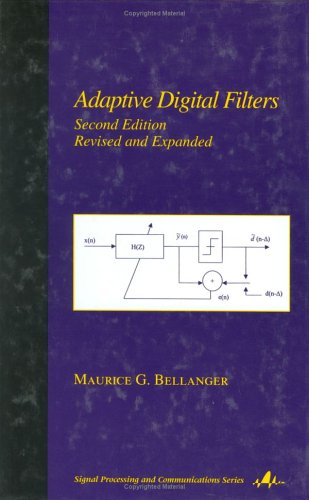 Adaptive Digital Filters
Second Edition
Revised and Expanded
x(n)
H(Z)
ỹ(n)
d̃ (n-Δ)
+
e(n)
d(n-Δ)
MAURICE G. BELLANGER
Signal Processing and Communications Series